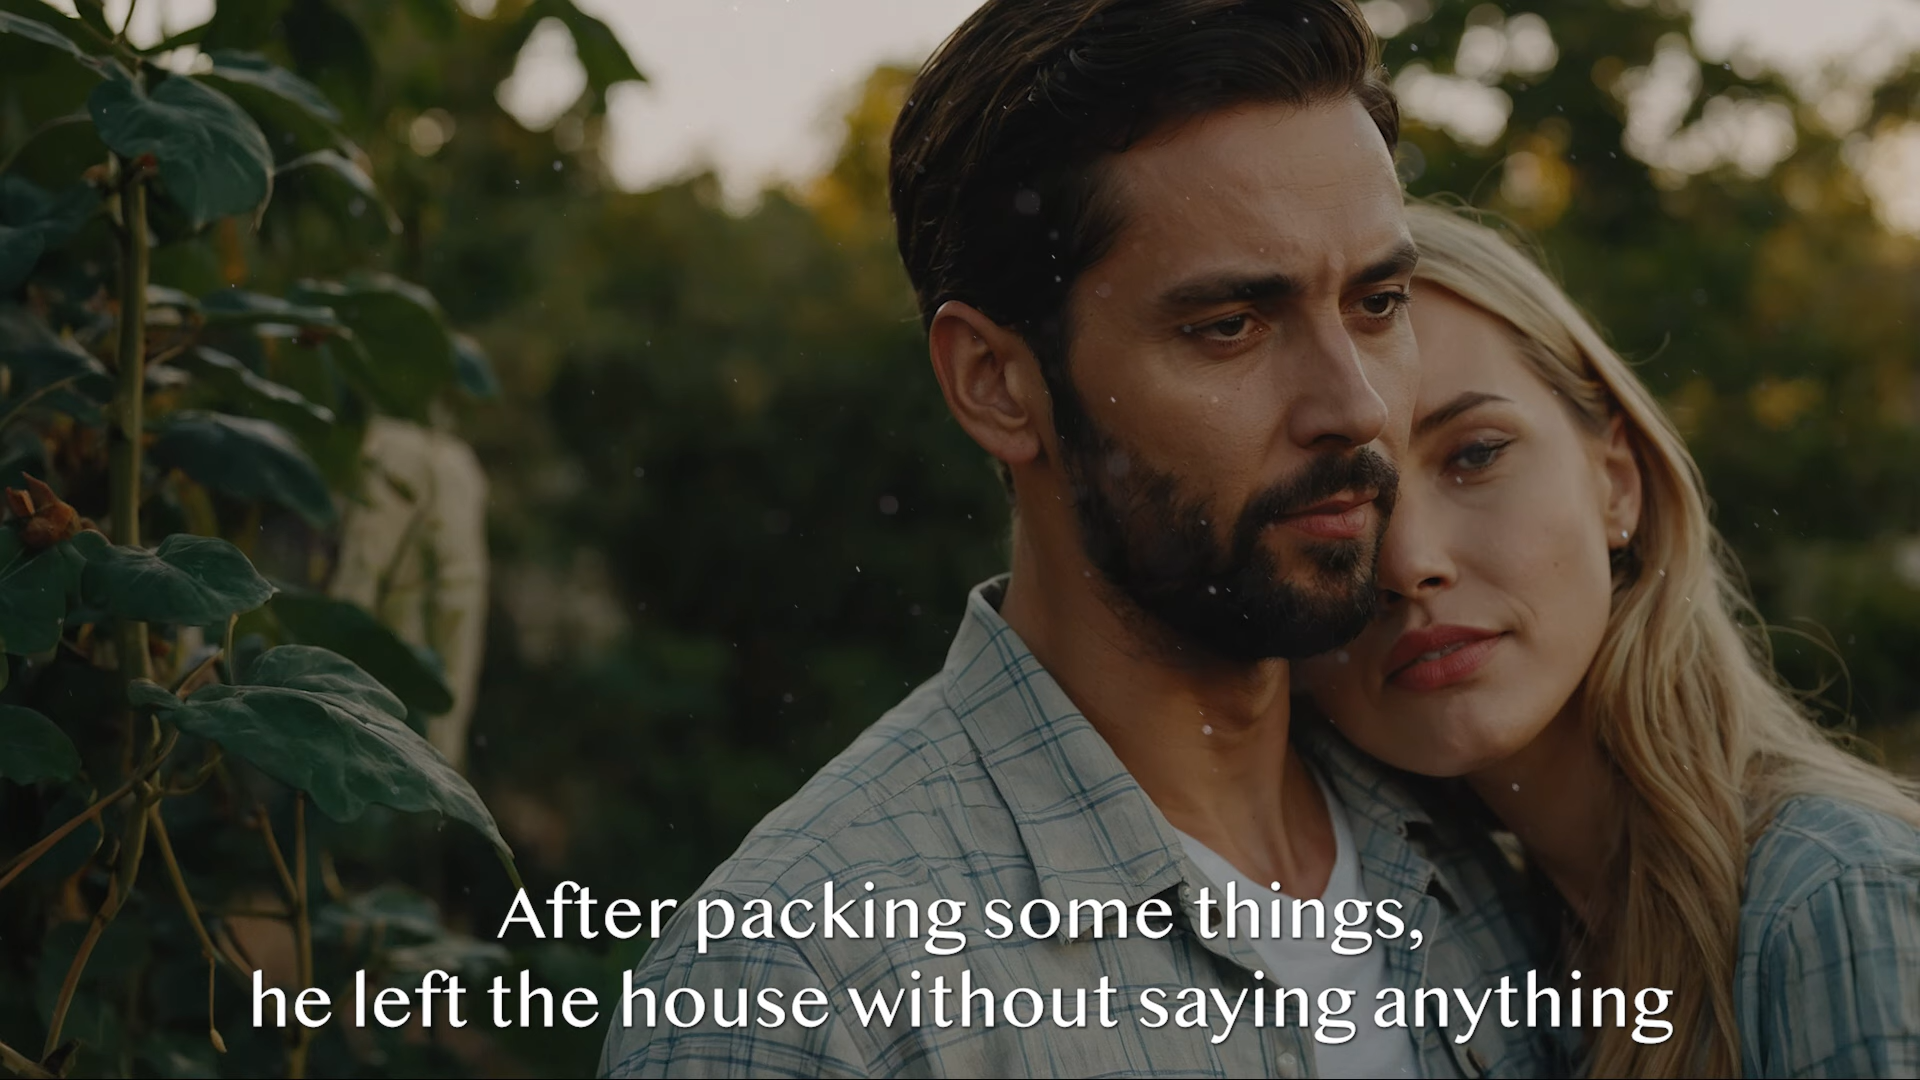 After packing some things,
he left the house without saying anything